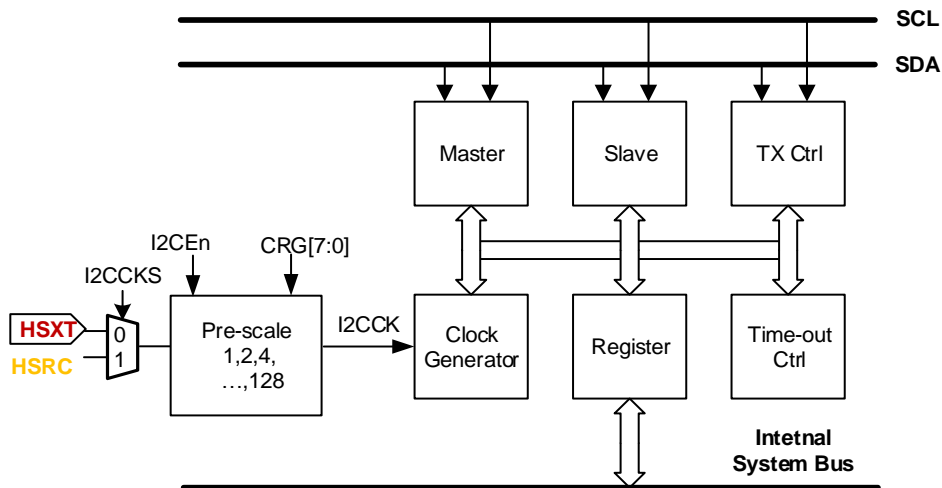 SCL
SDA
Master
Slave
TX Ctrl
I2CEn
CRG[7:0]
I2CCKS
HSXT
0
HSRC
1
Pre-scale
1,2,4,
…,128
I2CCK
Clock
Generator
Register
Time-out
Ctrl
Intetnal
System Bus